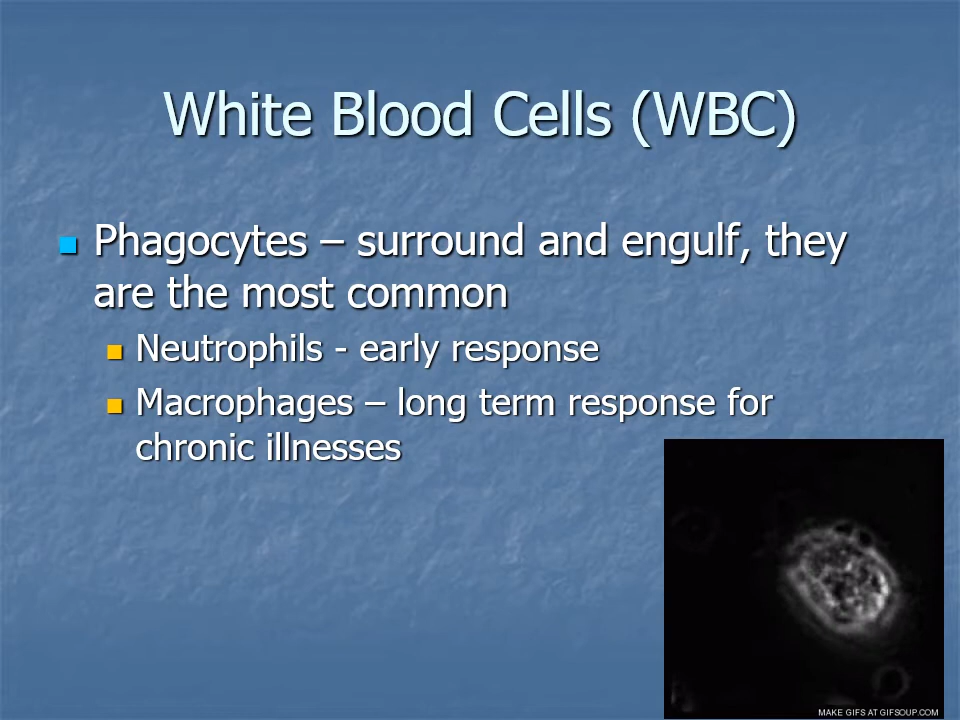 White Blood Cells (WBC)
Phagocytes – surround and engulf, they
are the most common
Neutrophils - early response
Macrophages – long term response for
chronic illnesses
MAKE GIFS AT GIFSOUP.COM